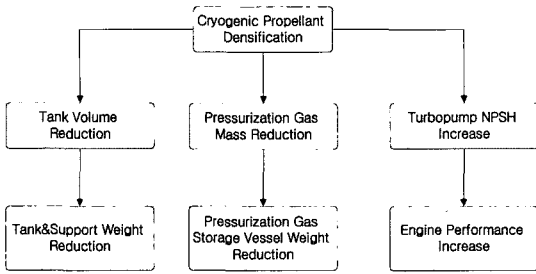 Cryogenic Propellant
Densification
Tank Volume
Reduction
Pressurization Gas
Mass Reduction
Turbopump NPSH
Increase
Tank&Support Weight
Reduction
Pressurization Gas
Storage Vessel Weight
Reduction
Engine Performance
Increase